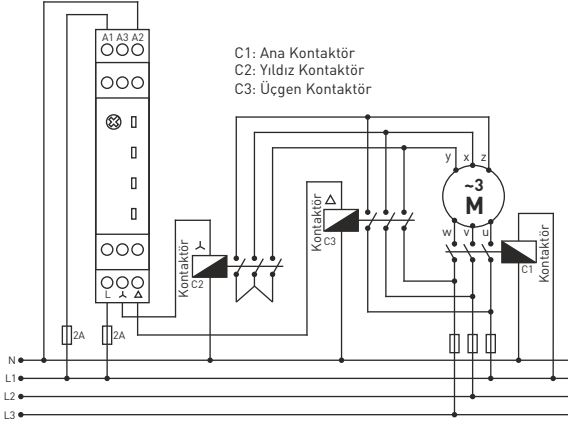 A1 A3 A2
C1: Ana Kontaktör
C2: Yıldız Kontaktör
C3: Üçgen Kontaktör
y x z
~3
M
w v u
Kontaktör
C3
Kontaktör
C2
Kontaktör
C1
L
2A
2A
N
L1
L2
L3